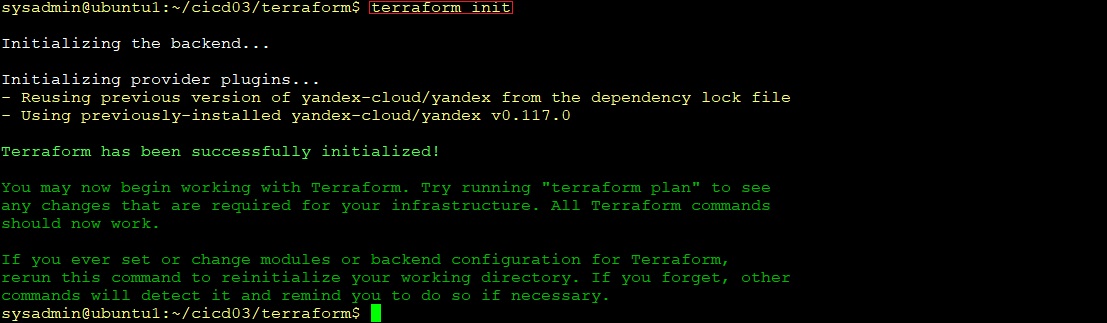 sysadmin@ubuntu1:~/cicd03/terraform$ terraform init
Initializing the backend...
Initializing provider plugins...
- Reusing previous version of yandex-cloud/yandex from the dependency lock file
- Using previously-installed yandex-cloud/yandex v0.117.0
Terraform has been successfully initialized!
You may now begin working with Terraform. Try running "terraform plan" to see
any changes that are required for your infrastructure. All Terraform commands
should now work.
If you ever set or change modules or backend configuration for Terraform,
rerun this command to reinitialize your working directory. If you forget, other
commands will detect it and remind you to do so if necessary.
sysadmin@ubuntu1:~/cicd03/terraform$